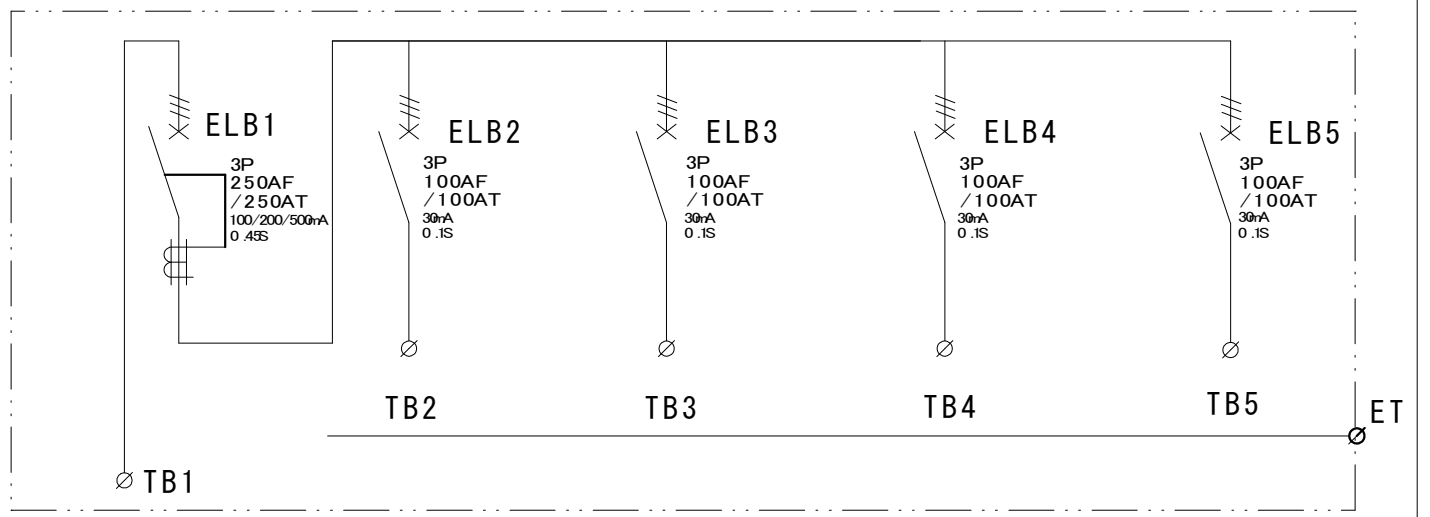 ELB1
3P
250AF
/250AT
100/200/500mA
0.45S
ELB2
3P
100AF
/100AT
30mA
0.1S
ELB3
3P
100AF
/100AT
30mA
0.1S
ELB4
3P
100AF
/100AT
30mA
0.1S
ELB5
3P
100AF
/100AT
30mA
0.1S
TB2
TB3
TB4
TB5
ET
TB1